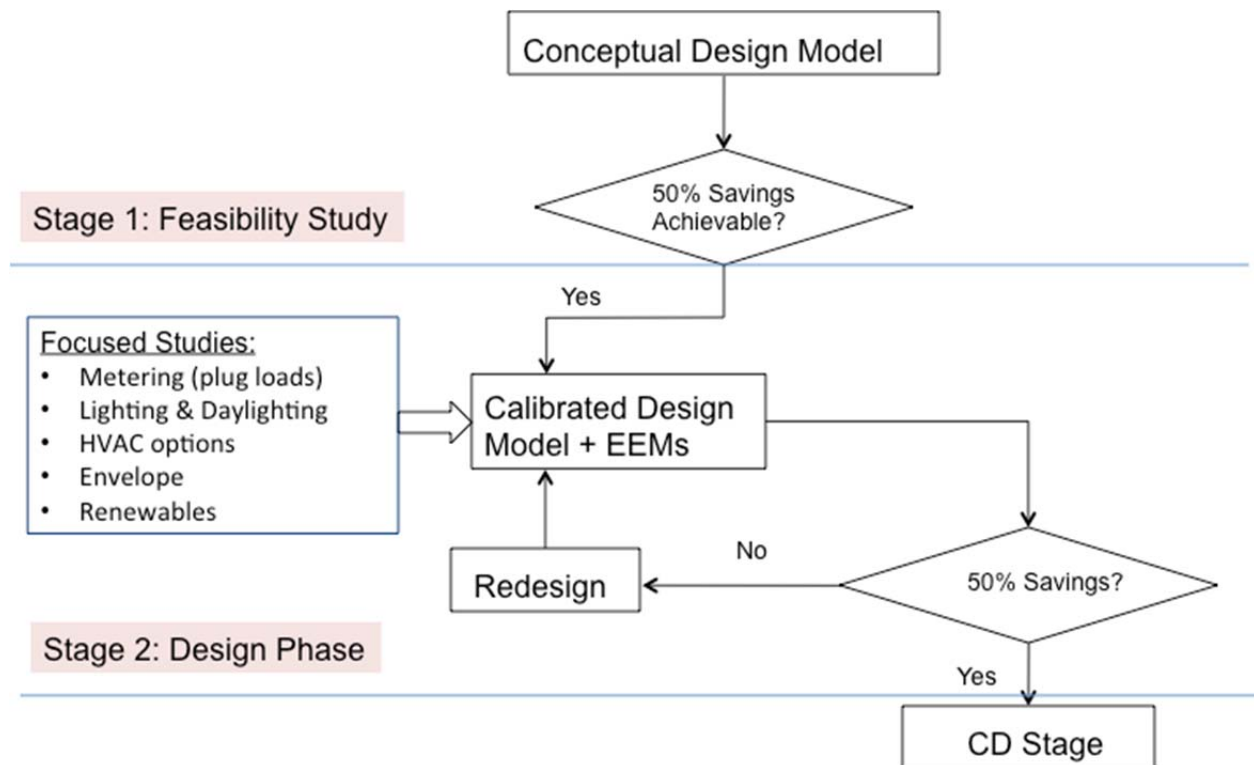 Conceptual Design Model
50% Savings
Achievable?
Stage 1: Feasibility Study
Yes
Focused Studies:
• Metering (plug loads)
• Lighting & Daylighting
• HVAC options
• Envelope
• Renewables
Calibrated Design
Model + EEMs
No
Redesign
50% Savings?
Stage 2: Design Phase
Yes
CD Stage